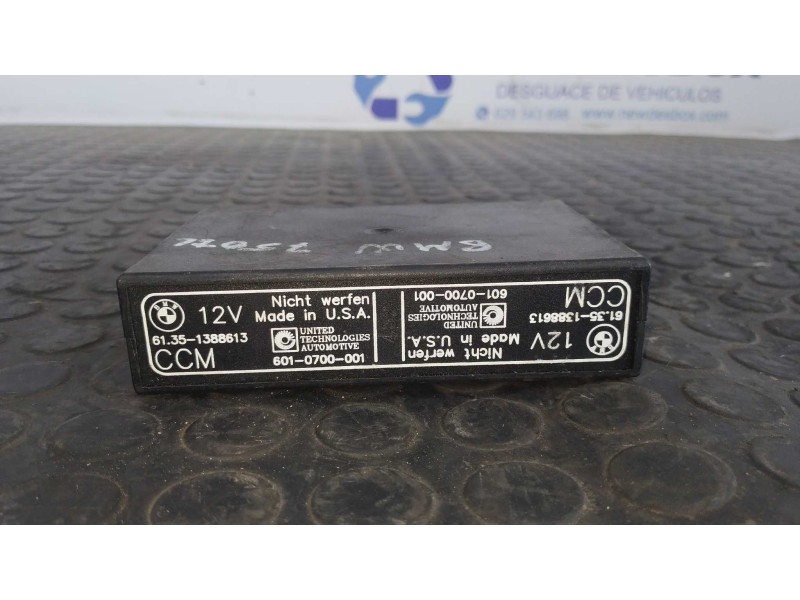 DESGUACE DE VEHICULOS
BMW 750IL
12V
Nicht werfen
Made in U.S.A.
61.35-1388613
UNITED
TECHNOLOGIES
AUTOMOTIVE
CCM
601-0700-001
12V
Nicht werfen
Made in U.S.A.
61.35-1388613
UNITED
TECHNOLOGIES
AUTOMOTIVE
CCM
601-0700-001